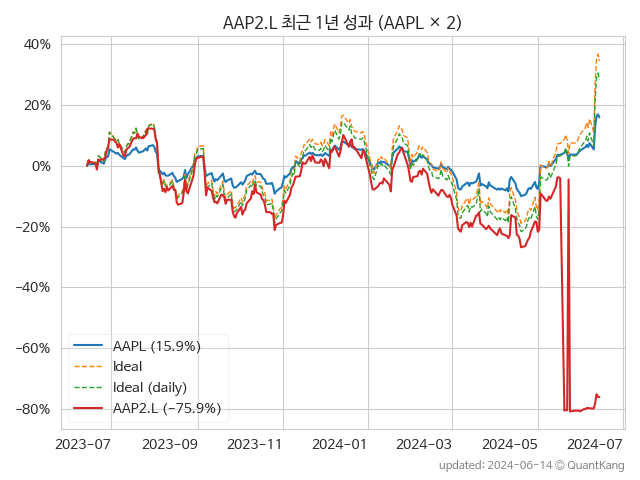 AAP2.L 최근 1년 성과 (AAPL × 2)
40%
20%
0%
−20%
−40%
−60%
−80%
AAPL (15.9%)
Ideal
Ideal (daily)
AAP2.L (−75.9%)
2023-07
2023-09
2023-11
2024-01
2024-03
2024-05
2024-07
updated: 2024-06-14 © QuantKang